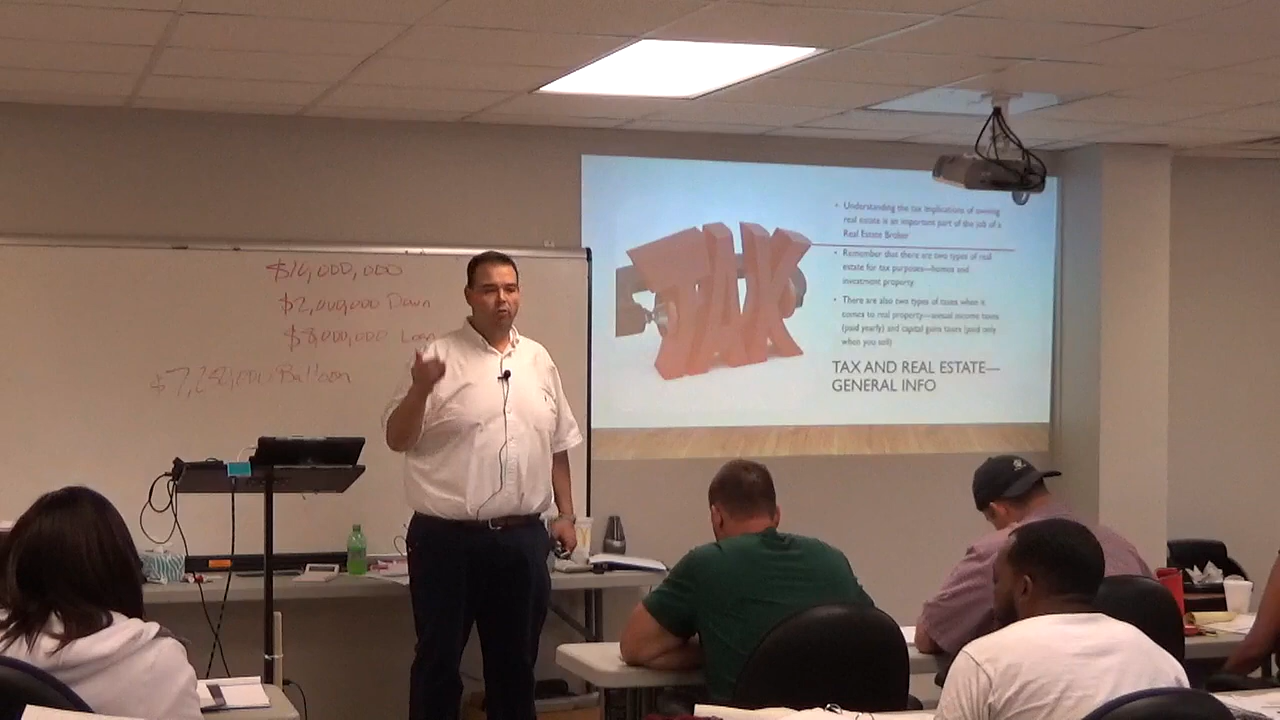 $10,000,000
$2,000,000 Down
$8,000,000 Loan
Balloon
TAX
• Understanding the tax implications of owning
real estate is an important part of the job of a
Real Estate Broker
• Remember that there are two types of real
estate for tax purposes—homes and
investment property
• There are also two types of taxes when it
comes to real property—annual income taxes
(paid yearly) and capital gains taxes (paid only
when you sell)
TAX AND REAL ESTATE—
GENERAL INFO